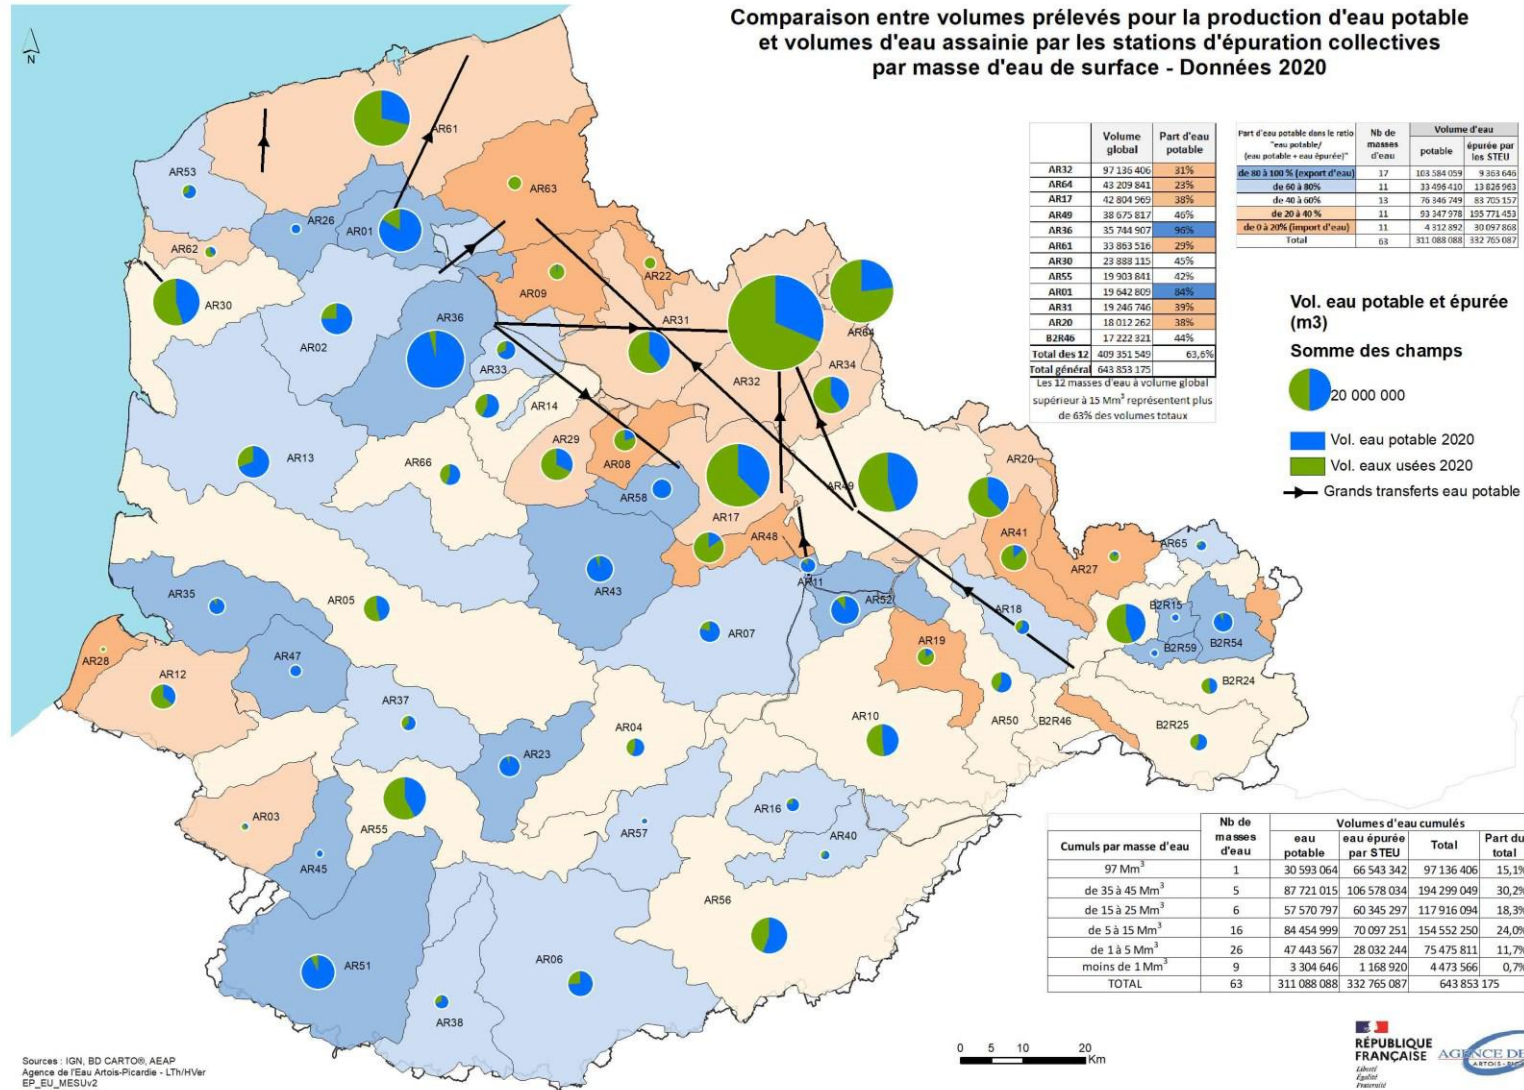 Comparaison entre volumes prélevés pour la production d'eau potable
et volumes d'eau assainie par les stations d'épuration collectives
par masse d'eau de surface - Données 2020
N
Volume global | Part d'eau potable
AR32 97 136 406 31%
AR64 43 209 841 23%
AR17 42 804 969 38%
AR49 38 675 817 46%
AR36 35 744 907 96%
AR61 33 863 516 29%
AR30 23 888 115 45%
AR55 19 903 841 42%
AR01 19 642 809 84%
AR31 19 246 746 39%
AR20 18 012 262 38%
B2R46 17 222 321 44%
Total des 12 409 351 549 63,6%
Total général 643 853 175
Les 12 masses d'eau à volume global
supérieur à 15 Mm³ représentent plus
de 63% des volumes totaux
Part d'eau potable dans le ratio "eau potable/ (eau potable + eau épurée)" | Nb de masses d'eau | Volume d'eau
potable | épurée par les STEU
de 80 à 100 % (export d'eau) 17 103 584 059 9 363 646
de 60 à 80% 11 33 496 410 13 826 963
de 40 à 60% 13 76 346 749 83 705 157
de 20 à 40 % 11 93 347 978 195 771 453
de 0 à 20% (import d'eau) 11 4 312 892 30 097 868
Total 63 311 088 088 332 765 087
Vol. eau potable et épurée
(m3)
Somme des champs
20 000 000
Vol. eau potable 2020
Vol. eaux usées 2020
Grands transferts eau potable
AR61
AR53
AR63
AR26
AR01
AR62
AR22
AR09
AR30
AR36
AR31
AR64
AR02
AR33
AR34
AR32
AR14
AR29
AR13
AR66
AR08
AR20
AR58
AR49
AR17
AR48
AR41
AR65
AR27
AR11
AR35
AR05
AR43
AR52
AR18
B2R15
B2R54
AR07
AR19
B2R59
AR28
AR12
AR47
B2R24
AR37
AR04
AR10
AR50
B2R46
B2R25
AR23
AR03
AR55
AR16
AR57
AR40
AR45
AR56
AR51
AR06
AR38
Cumuls par masse d'eau | Nb de masses d'eau | Volumes d'eau cumulés
eau potable | eau épurée par STEU | Total | Part du total
97 Mm³ 1 30 593 064 66 543 342 97 136 406 15,1%
de 35 à 45 Mm³ 5 87 721 015 106 578 034 194 299 049 30,2%
de 15 à 25 Mm³ 6 57 570 797 60 345 297 117 916 094 18,3%
de 5 à 15 Mm³ 16 84 454 999 70 097 251 154 552 250 24,0%
de 1 à 5 Mm³ 26 47 443 567 28 032 244 75 475 811 11,7%
moins de 1 Mm³ 9 3 304 646 1 168 920 4 473 566 0,7%
TOTAL 63 311 088 088 332 765 087 643 853 175
0 5 10 20
Km
Sources : IGN, BD CARTO®, AEAP
Agence de l'Eau Artois-Picardie - LTh/HVer
EP_EU_MESUv2
RÉPUBLIQUE
FRANÇAISE
Liberté
Égalité
Fraternité
AGENCE DE